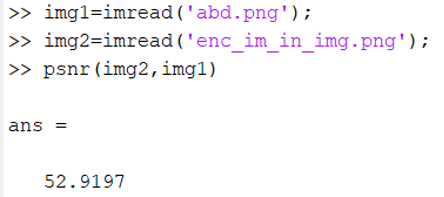 >> img1=imread('abd.png');
>> img2=imread('enc_im_in_img.png');
>> psnr(img2,img1)
ans =
52.9197